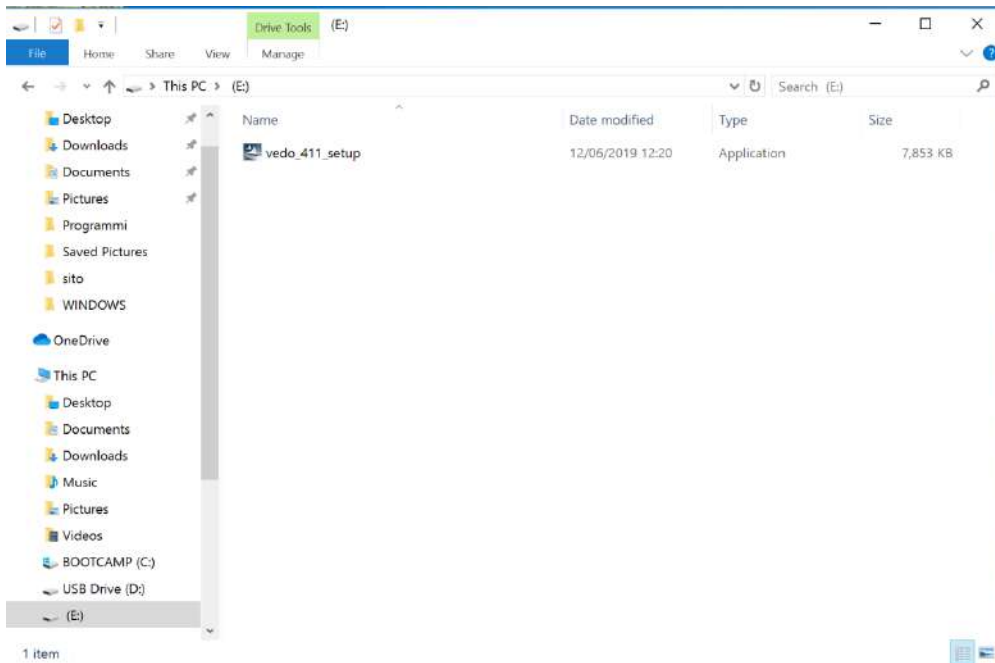 Drive Tools (E:)
File Home Share View Manage
This PC > (E:) Search (E:)
Desktop
Downloads
Documents
Pictures
Programmi
Saved Pictures
sito
WINDOWS
OneDrive
This PC
Desktop
Documents
Downloads
Music
Pictures
Videos
BOOTCAMP (C:)
USB Drive (D:)
(E:)
Name Date modified Type Size
vedo_411_setup 12/06/2019 12:20 Application 7,853 KB
1 item